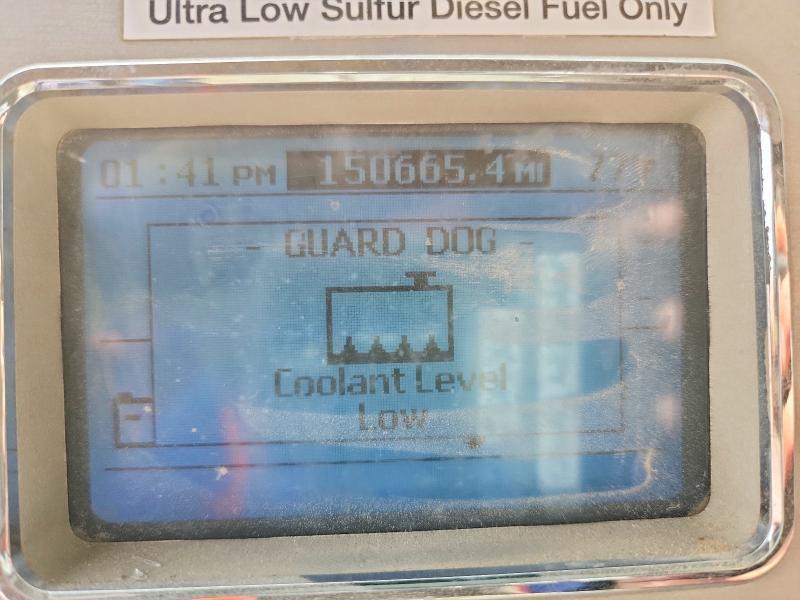 Ultra Low Sulfur Diesel Fuel Only
01:41 PM 150665.4 MI
- GUARD DOG -
Coolant Level
Low